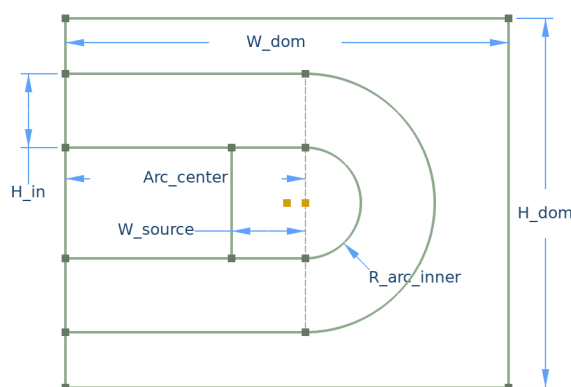 W_dom
Arc_center
H_in
H_dom
W_source
R_arc_inner